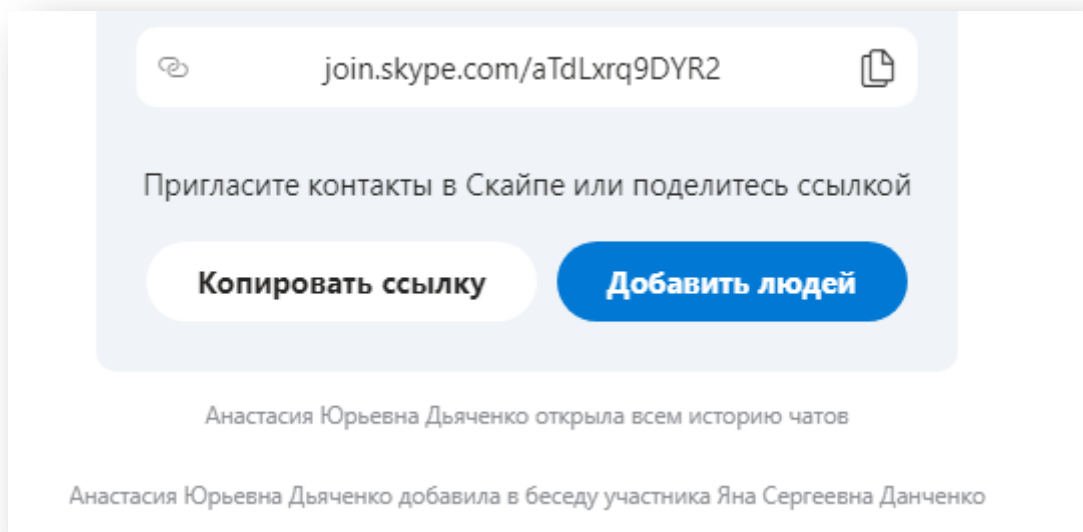 join.skype.com/aTdLxrq9DYR2
Пригласите контакты в Скайпе или поделитесь ссылкой
Копировать ссылку
Добавить людей
Анастасия Юрьевна Дьяченко открыла всем историю чатов
Анастасия Юрьевна Дьяченко добавила в беседу участника Яна Сергеевна Данченко